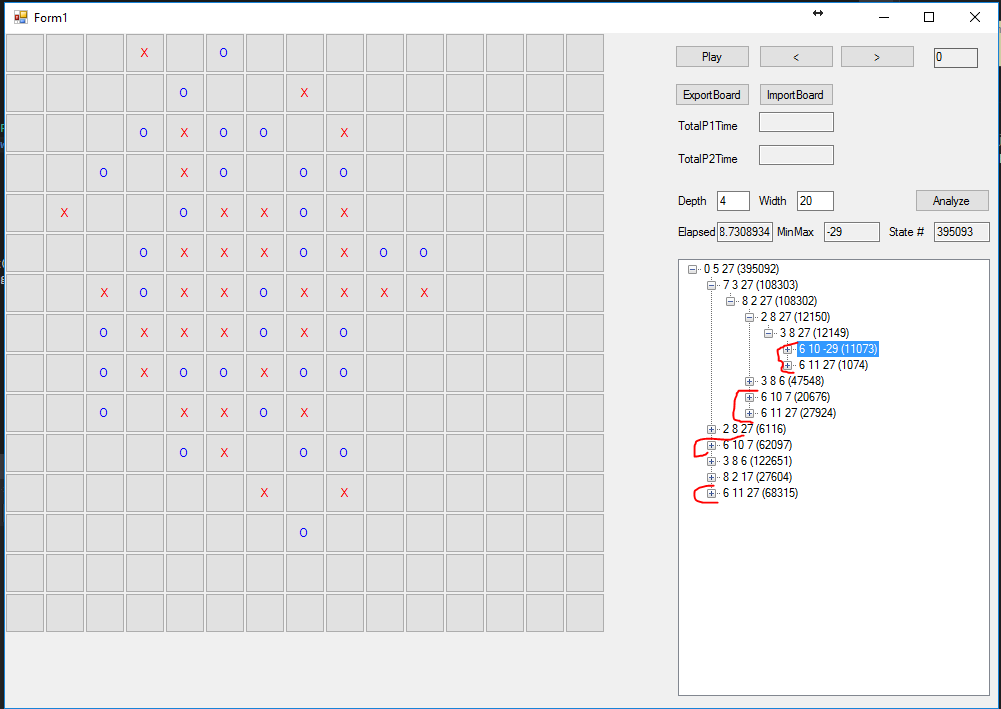 Form1
Play < > 0
ExportBoard ImportBoard
TotalP1Time
TotalP2Time
Depth 4 Width 20 Analyze
Elapsed 8.7308934 MinMax -29 State # 395093
0 5 27 (395092)
7 3 27 (108303)
8 2 27 (108302)
2 8 27 (12150)
3 8 27 (12149)
6 10 -29 (11073)
6 11 27 (1074)
3 8 6 (47548)
6 10 7 (20676)
6 11 27 (27924)
2 8 27 (6116)
6 10 7 (62097)
3 8 6 (122651)
8 2 17 (27604)
6 11 27 (68315)
X O
O X
O X O O X
O X O O O
X O X X O X
O X X X O X O O
X O X X O X X X X
O X X X O X O
O X O O X O O
O X X O X
O X O O
X X
O